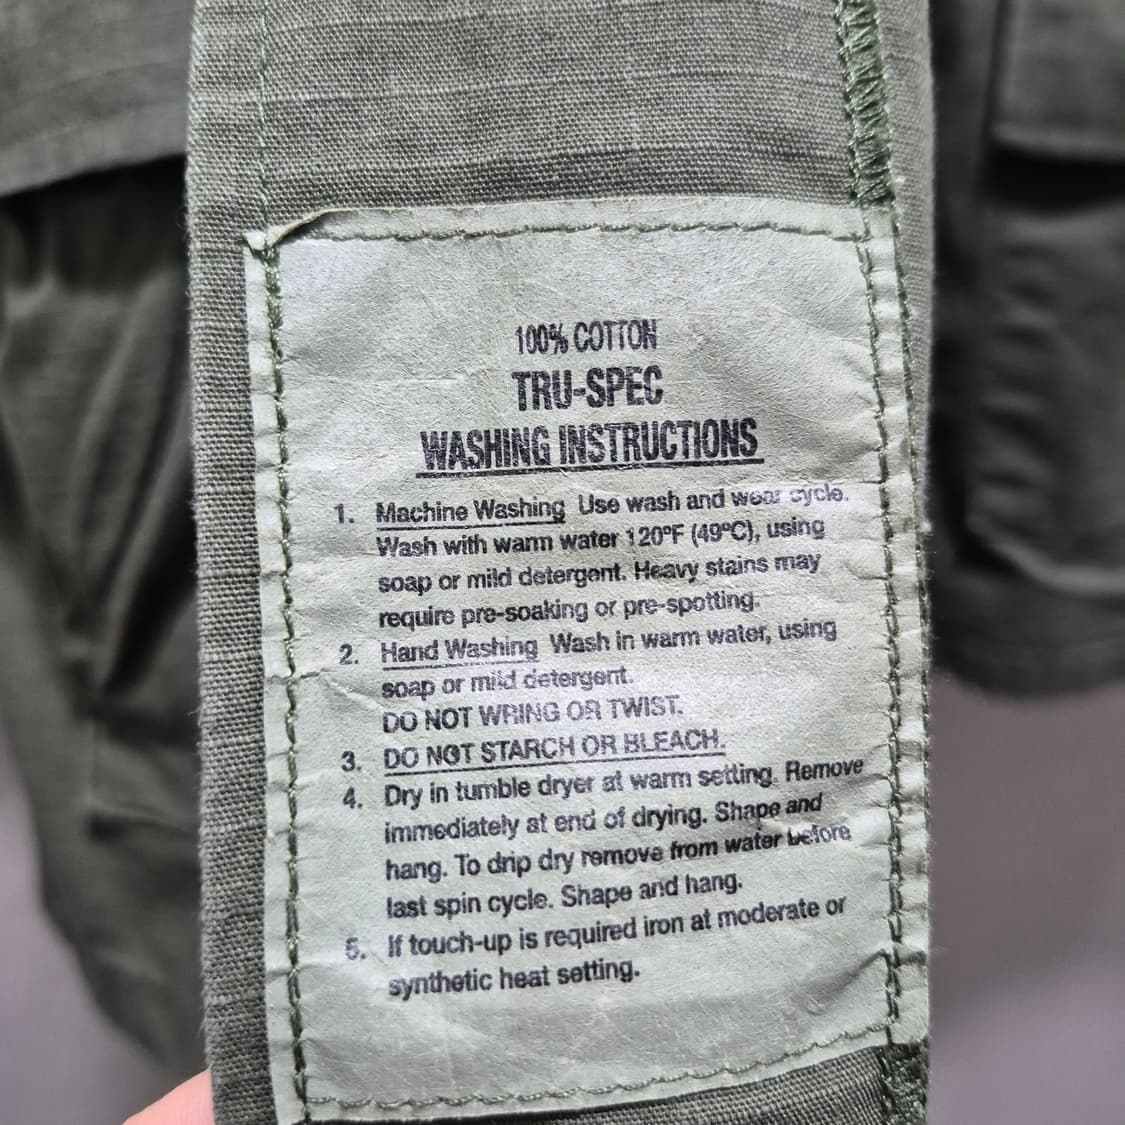 100% COTTON
TRU-SPEC
WASHING INSTRUCTIONS
1. Machine Washing Use wash and wear cycle.
Wash with warm water 120°F (49°C), using
soap or mild detergent. Heavy stains may
require pre-soaking or pre-spotting.
2. Hand Washing Wash in warm water, using
soap or mild detergent.
DO NOT WRING OR TWIST.
3. DO NOT STARCH OR BLEACH.
4. Dry in tumble dryer at warm setting. Remove
immediately at end of drying. Shape and
hang. To drip dry remove from water before
last spin cycle. Shape and hang.
5. If touch-up is required iron at moderate or
synthetic heat setting.